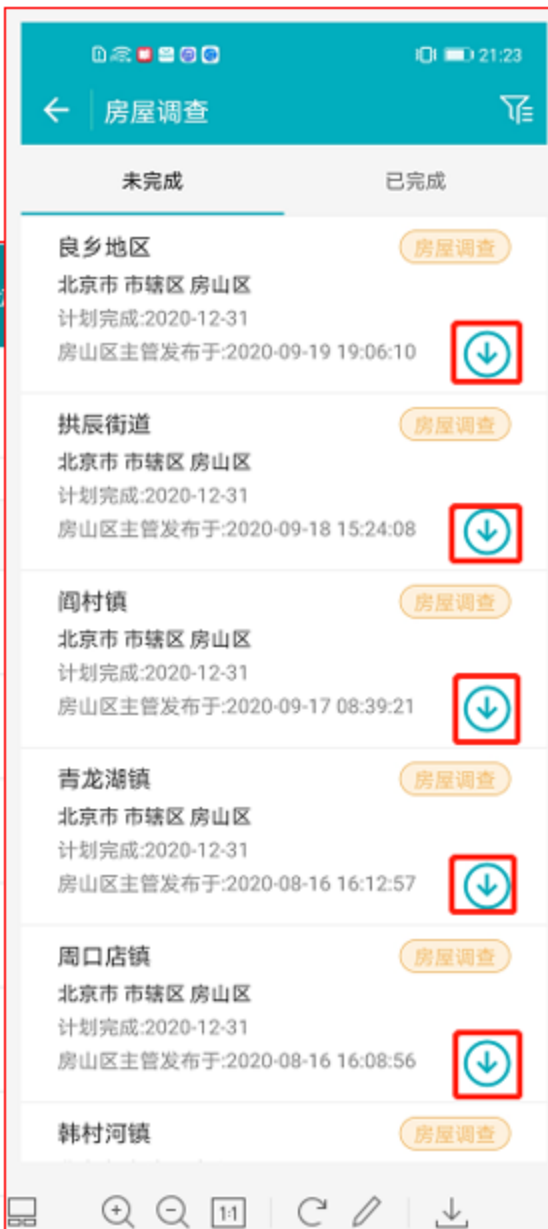 21:23
房屋调查
未完成 已完成
良乡地区 房屋调查
北京市 市辖区 房山区
计划完成:2020-12-31
房山区主管发布于:2020-09-19 19:06:10
拱辰街道 房屋调查
北京市 市辖区 房山区
计划完成:2020-12-31
房山区主管发布于:2020-09-18 15:24:08
阎村镇 房屋调查
北京市 市辖区 房山区
计划完成:2020-12-31
房山区主管发布于:2020-09-17 08:39:21
青龙湖镇 房屋调查
北京市 市辖区 房山区
计划完成:2020-12-31
房山区主管发布于:2020-08-16 16:12:57
周口店镇 房屋调查
北京市 市辖区 房山区
计划完成:2020-12-31
房山区主管发布于:2020-08-16 16:08:56
韩村河镇 房屋调查
1:1